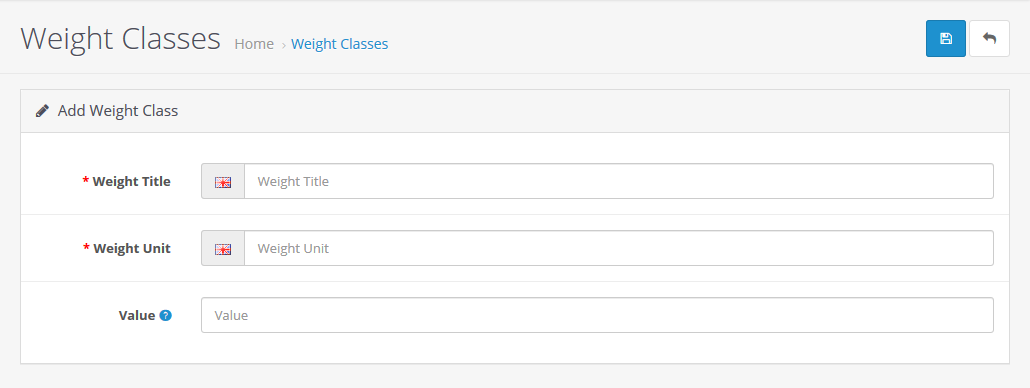 Weight Classes Home › Weight Classes
Add Weight Class
* Weight Title Weight Title
* Weight Unit Weight Unit
Value ? Value